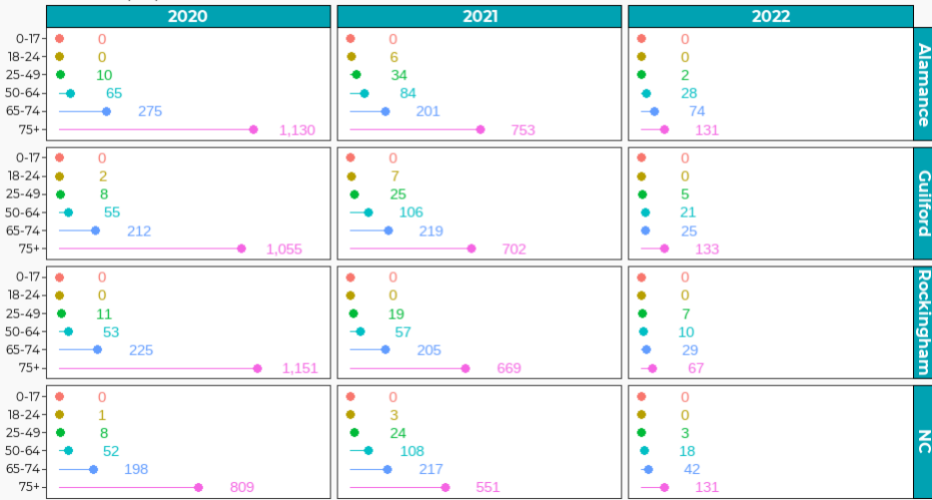 2020 2021 2022
0-17 0 0 0
18-24 0 6 0
25-49 10 34 2
50-64 65 84 28
65-74 275 201 74
75+ 1,130 753 131
Alamance
0-17 0 0 0
18-24 2 7 0
25-49 8 25 5
50-64 55 106 21
65-74 212 219 25
75+ 1,055 702 133
Guilford
0-17 0 0 0
18-24 0 0 0
25-49 11 19 7
50-64 53 57 10
65-74 225 205 29
75+ 1,151 669 67
Rockingham
0-17 0 0 0
18-24 1 3 0
25-49 8 24 3
50-64 52 108 18
65-74 198 217 42
75+ 809 551 131
NC